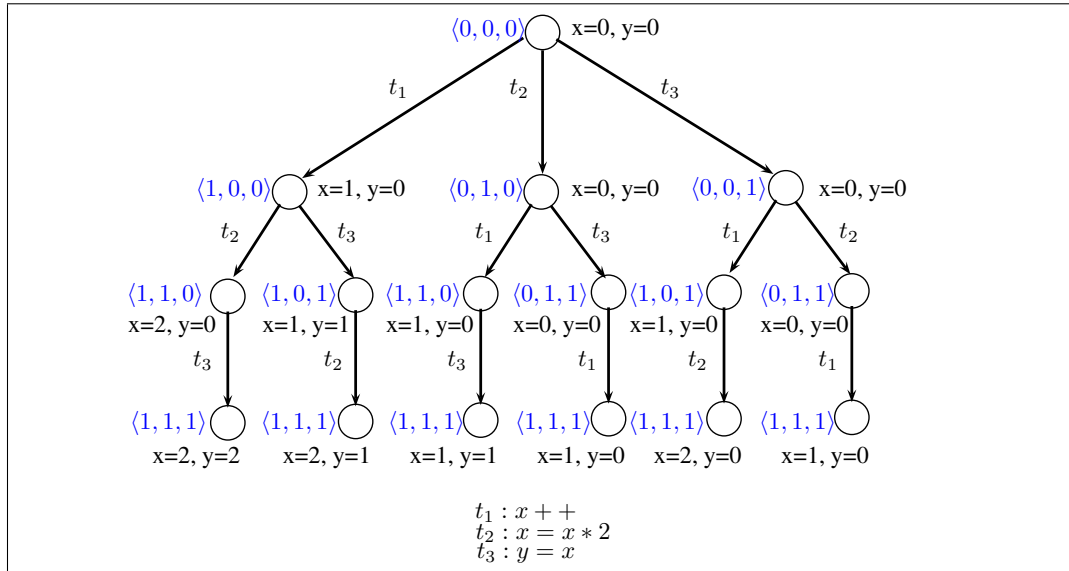 ⟨0, 0, 0⟩ x=0, y=0
t₁ t₂ t₃
⟨1, 0, 0⟩ x=1, y=0 ⟨0, 1, 0⟩ x=0, y=0 ⟨0, 0, 1⟩ x=0, y=0
t₂ t₃ t₁ t₃ t₁ t₂
⟨1, 1, 0⟩ ⟨1, 0, 1⟩ ⟨1, 1, 0⟩ ⟨0, 1, 1⟩ ⟨1, 0, 1⟩ ⟨0, 1, 1⟩
x=2, y=0 x=1, y=1 x=1, y=0 x=0, y=0 x=1, y=0 x=0, y=0
t₃ t₂ t₃ t₁ t₂ t₁
⟨1, 1, 1⟩ ⟨1, 1, 1⟩ ⟨1, 1, 1⟩ ⟨1, 1, 1⟩ ⟨1, 1, 1⟩ ⟨1, 1, 1⟩
x=2, y=2 x=2, y=1 x=1, y=1 x=1, y=0 x=2, y=0 x=1, y=0
t₁ : x + +
t₂ : x = x ∗ 2
t₃ : y = x